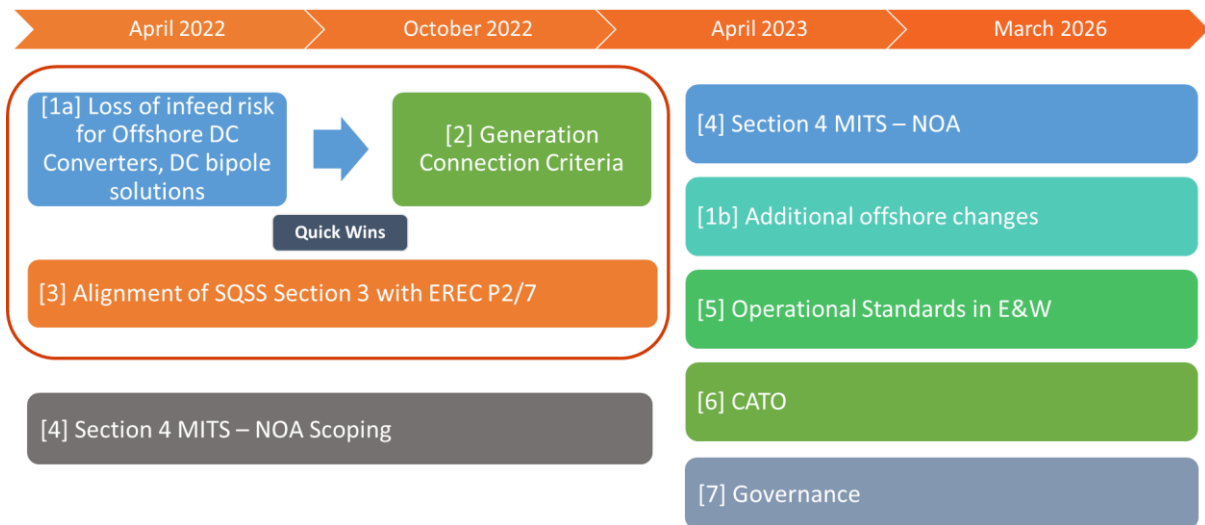 April 2022
October 2022
April 2023
March 2026
[1a] Loss of infeed risk
for Offshore DC
Converters, DC bipole
solutions
[2] Generation
Connection Criteria
Quick Wins
[3] Alignment of SQSS Section 3 with EREC P2/7
[4] Section 4 MITS – NOA Scoping
[4] Section 4 MITS – NOA
[1b] Additional offshore changes
[5] Operational Standards in E&W
[6] CATO
[7] Governance